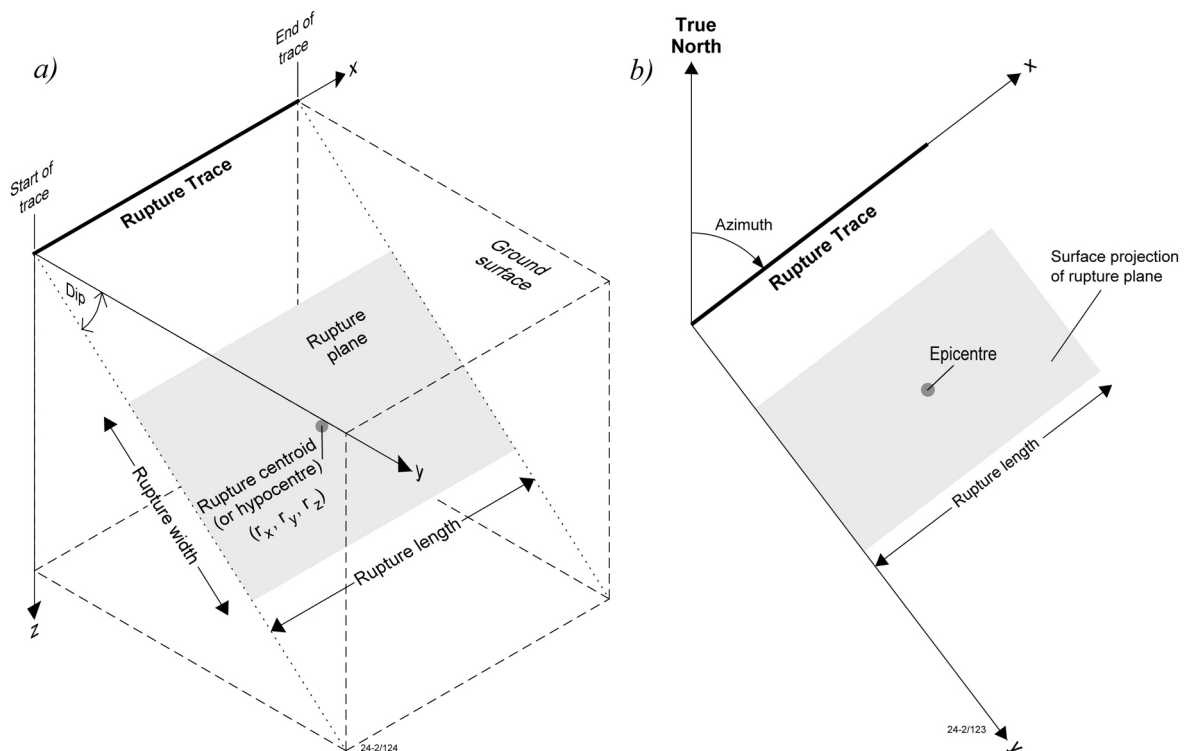 a)
End of
trace
x
Start of
trace
Rupture Trace
Dip
Ground
surface
Rupture
plane
Rupture centroid
(or hypocentre)
(rx, ry, rz)
y
Rupture width
Rupture length
z
24-2/124
b)
True
North
x
Azimuth
Rupture Trace
Surface projection
of rupture plane
Epicentre
Rupture length
24-2/123
y